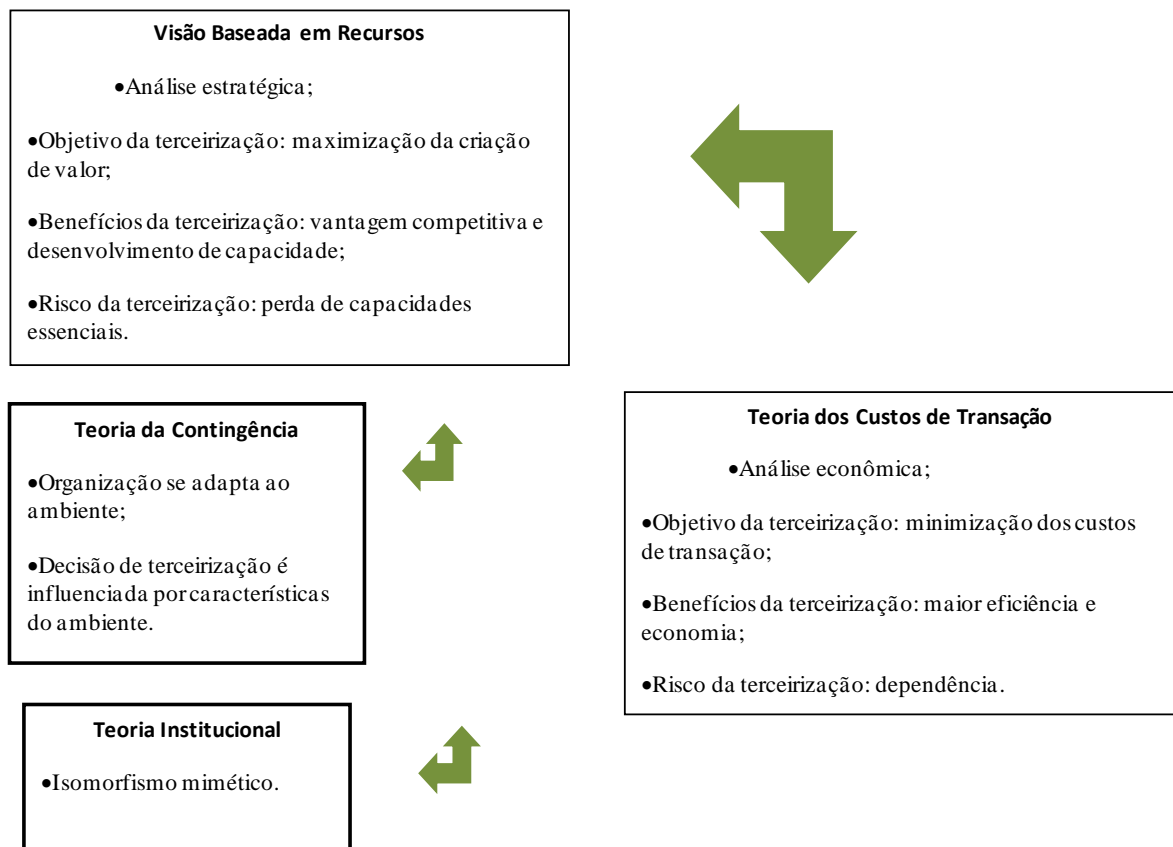 Visão Baseada em Recursos
•Análise estratégica;
•Objetivo da terceirização: maximização da criação
de valor;
•Benefícios da terceirização: vantagem competitiva e
desenvolvimento de capacidade;
•Risco da terceirização: perda de capacidades
essenciais.
Teoria da Contingência
•Organização se adapta ao
ambiente;
•Decisão de terceirização é
influenciada por características
do ambiente.
Teoria dos Custos de Transação
•Análise econômica;
•Objetivo da terceirização: minimização dos custos
de transação;
•Benefícios da terceirização: maior eficiência e
economia;
•Risco da terceirização: dependência.
Teoria Institucional
•Isomorfismo mimético.